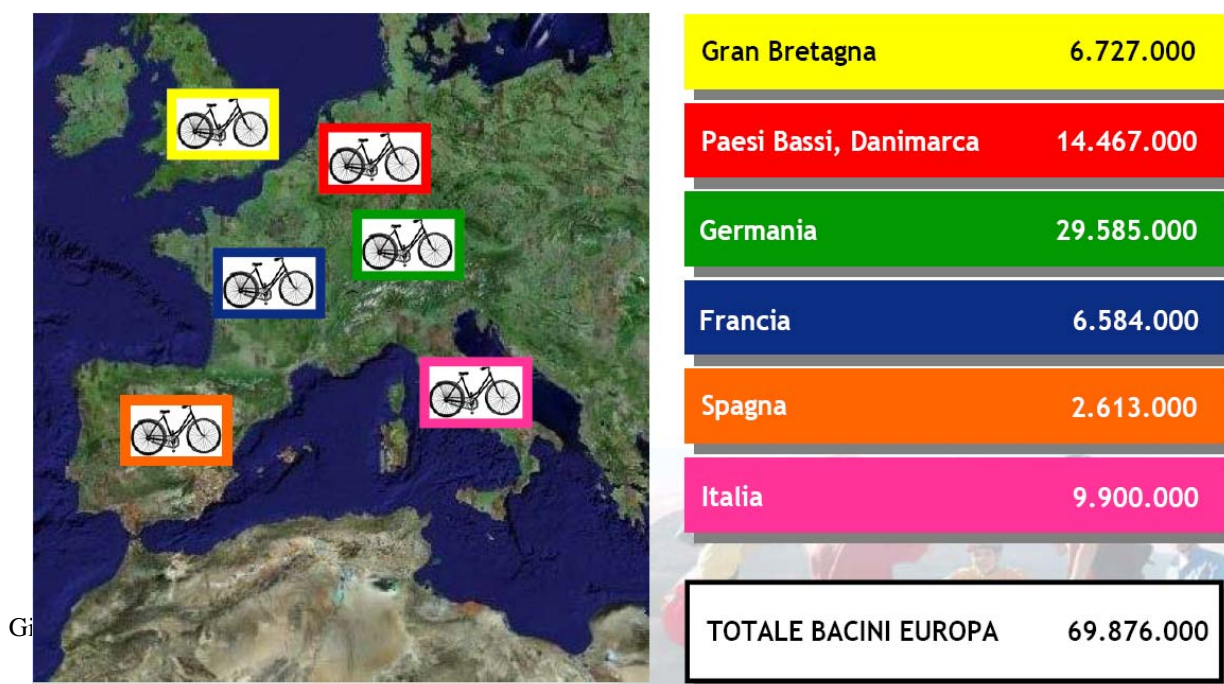 Gran Bretagna 6.727.000
Paesi Bassi, Danimarca 14.467.000
Germania 29.585.000
Francia 6.584.000
Spagna 2.613.000
Italia 9.900.000
TOTALE BACINI EUROPA 69.876.000